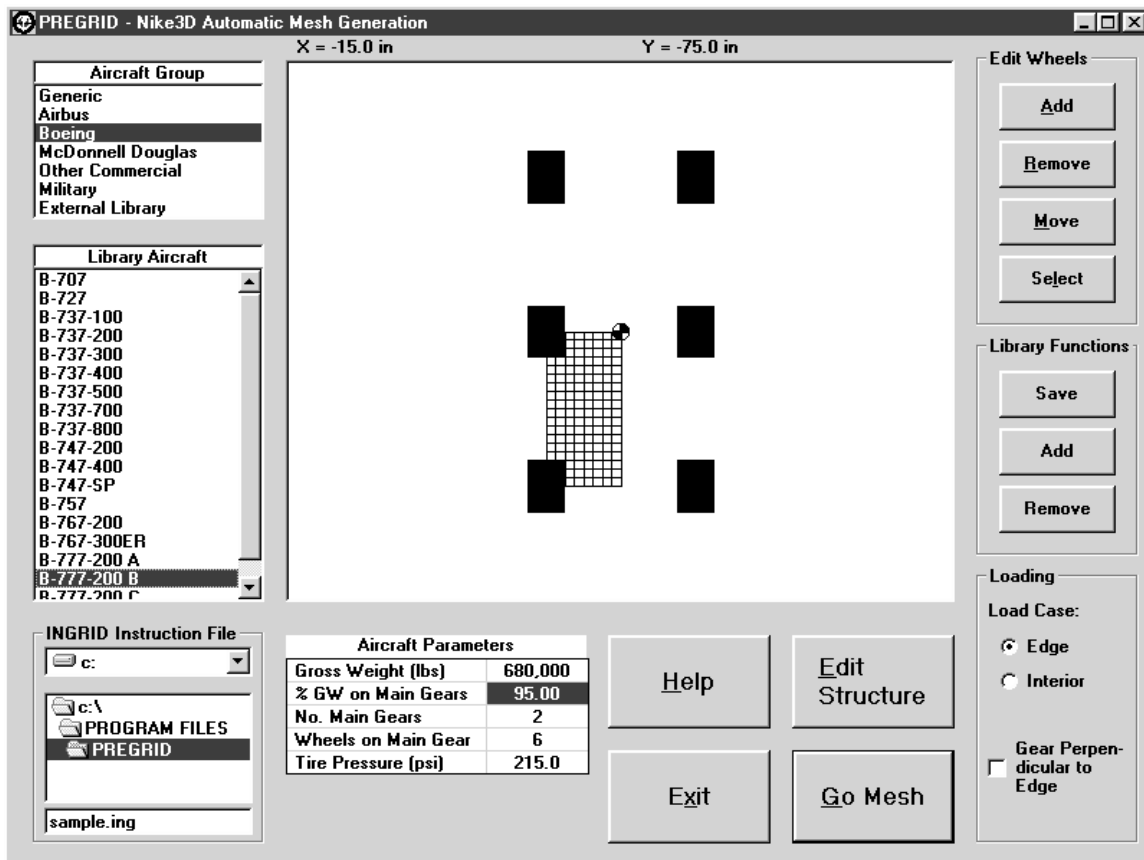 PREGRID - Nike3D Automatic Mesh Generation
X = -15.0 in
Y = -75.0 in
Aircraft Group
Generic
Airbus
Boeing
McDonnell Douglas
Other Commercial
Military
External Library
Library Aircraft
B-707
B-727
B-737-100
B-737-200
B-737-300
B-737-400
B-737-500
B-737-700
B-737-800
B-747-200
B-747-400
B-747-SP
B-757
B-767-200
B-767-300ER
B-777-200 A
B-777-200 B
B-777-200 C
INGRID Instruction File
c:
c:\
PROGRAM FILES
PREGRID
sample.ing
Aircraft Parameters
Gross Weight (lbs) 680,000
% GW on Main Gears 95.00
No. Main Gears 2
Wheels on Main Gear 6
Tire Pressure (psi) 215.0
Help
Edit
Structure
Exit
Go Mesh
Edit Wheels
Add
Remove
Move
Select
Library Functions
Save
Add
Remove
Loading
Load Case:
Edge
Interior
Gear Perpen-
dicular to
Edge